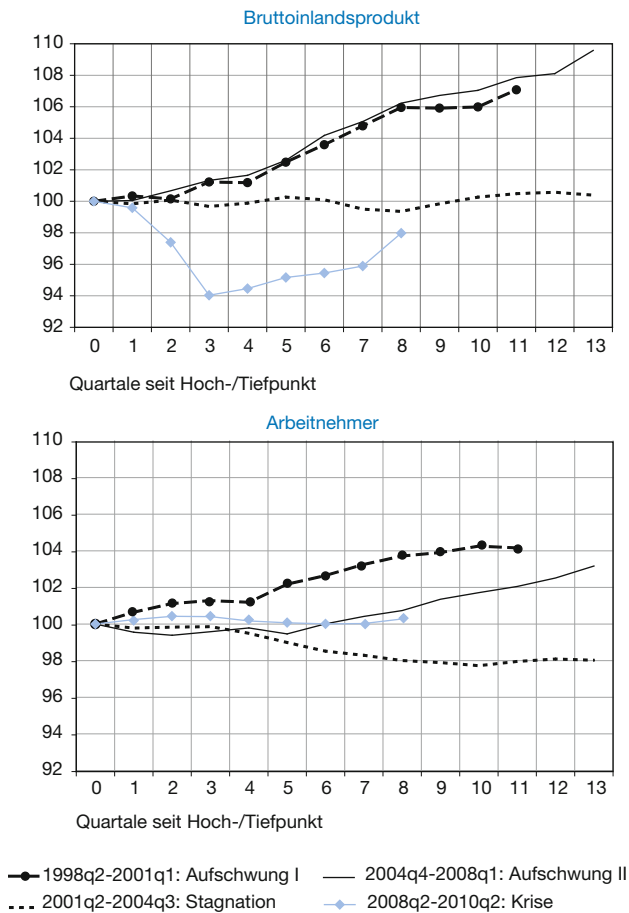 Bruttoinlandsprodukt
110
108
106
104
102
100
98
96
94
92
0 1 2 3 4 5 6 7 8 9 10 11 12 13
Quartale seit Hoch-/Tiefpunkt
Arbeitnehmer
110
108
106
104
102
100
98
96
94
92
0 1 2 3 4 5 6 7 8 9 10 11 12 13
Quartale seit Hoch-/Tiefpunkt
1998q2-2001q1: Aufschwung I 2004q4-2008q1: Aufschwung II
2001q2-2004q3: Stagnation 2008q2-2010q2: Krise